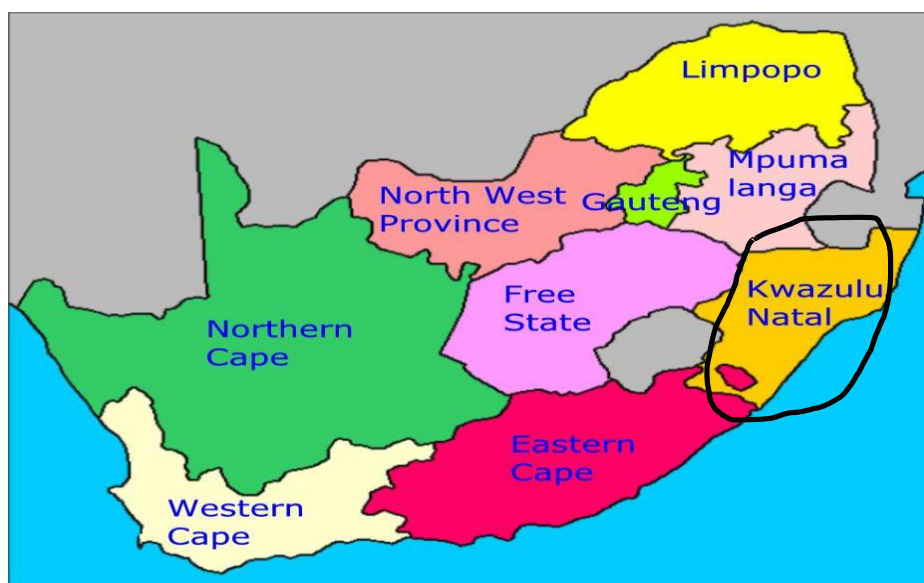 Limpopo
Mpuma
langa
North West
Province
Gauteng
Free
State
Kwazulu
Natal
Northern
Cape
Eastern
Cape
Western
Cape